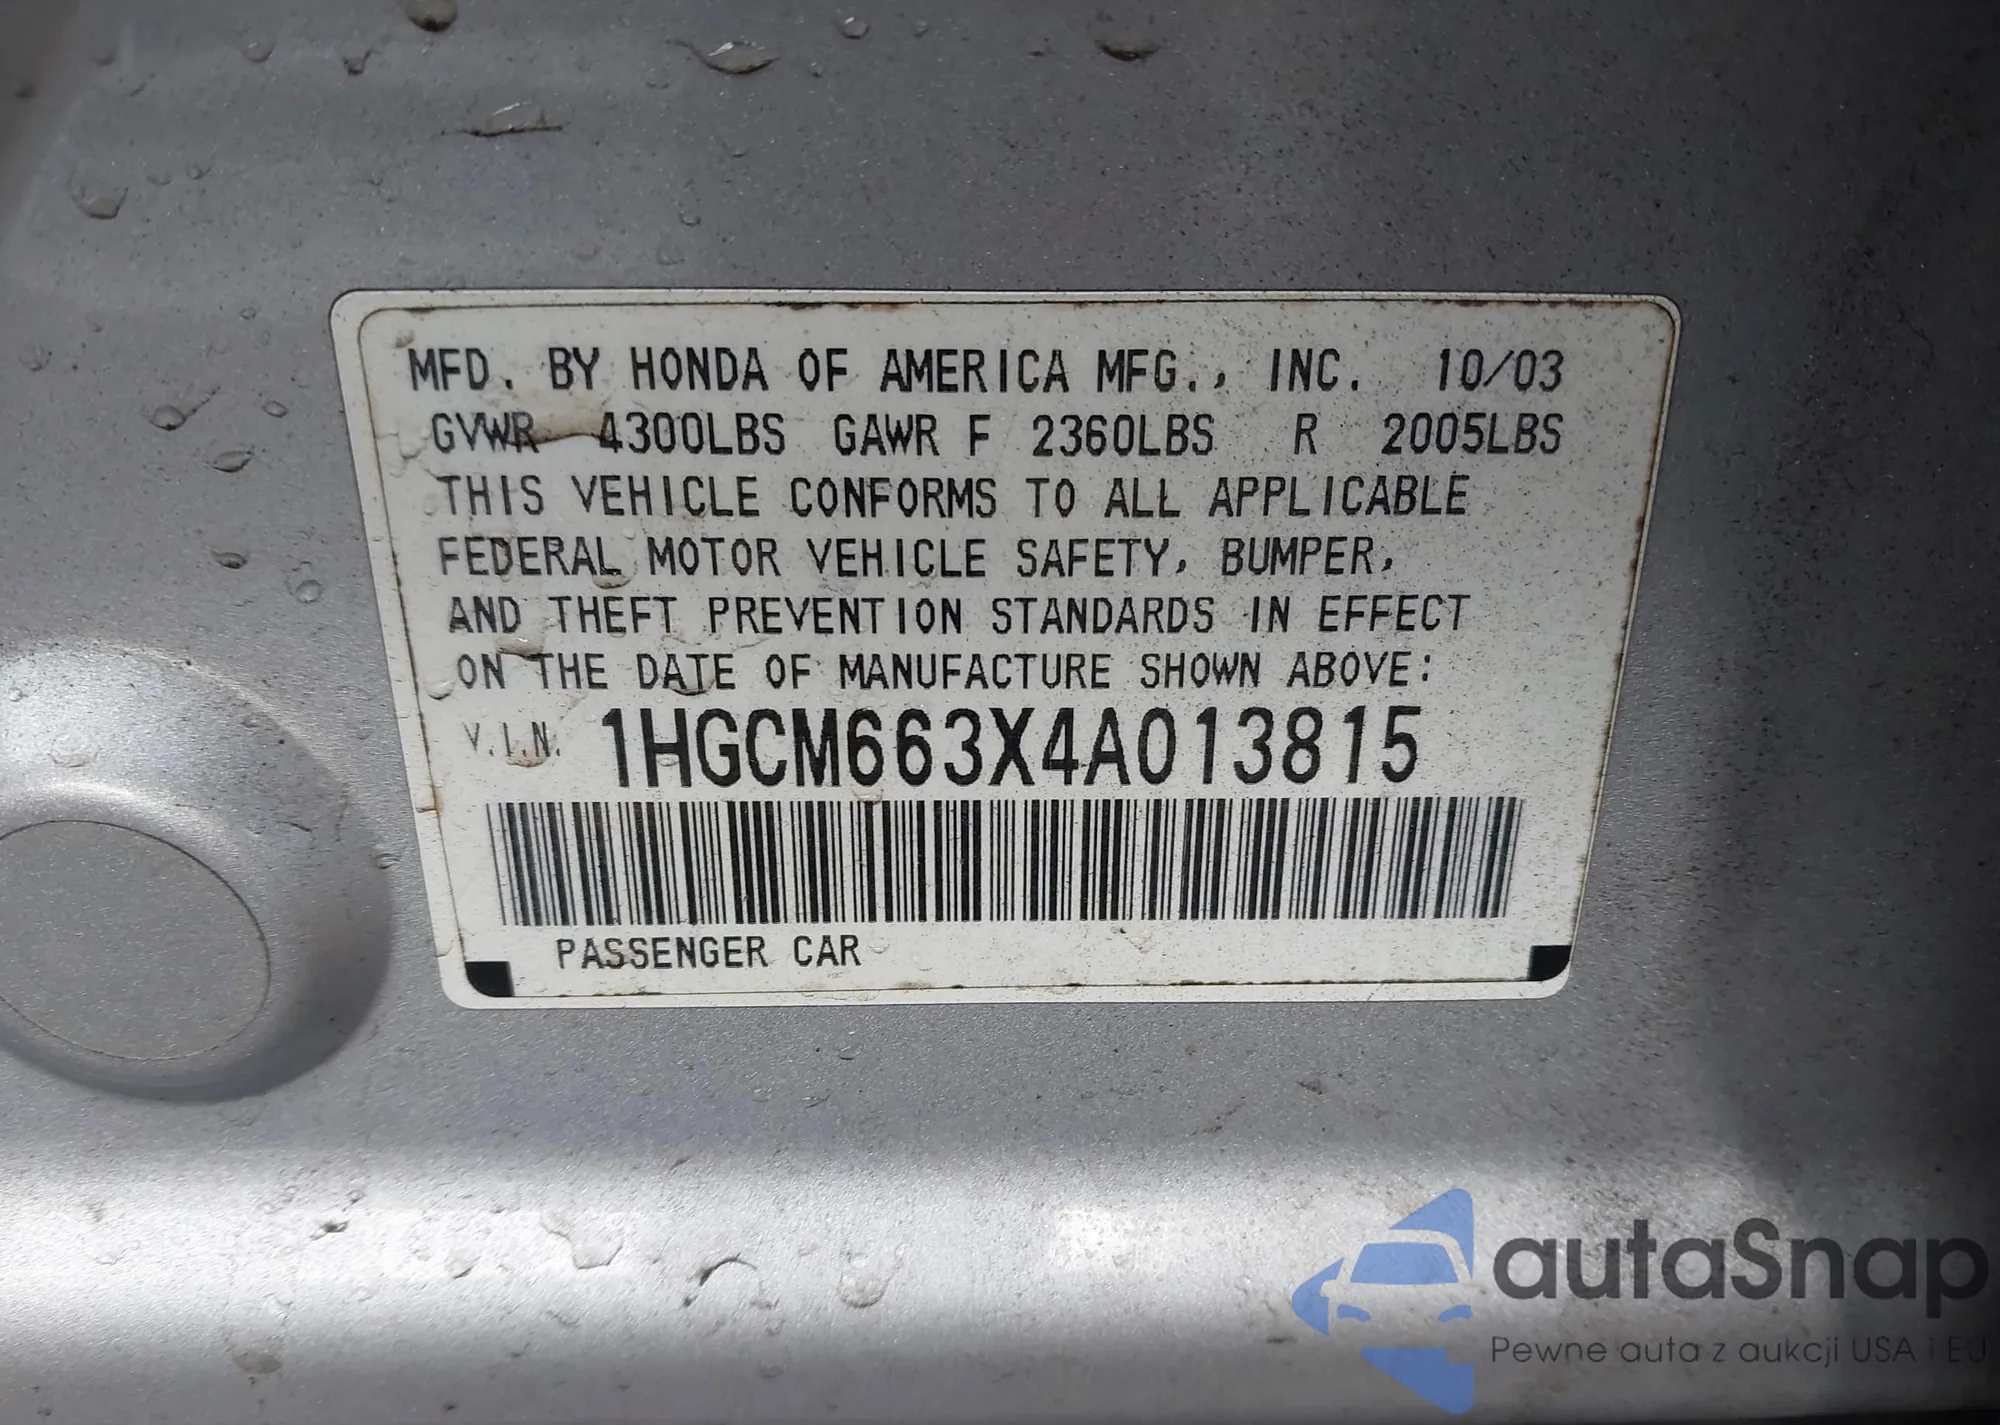 MFD. BY HONDA OF AMERICA MFG., INC. 10/03
GVWR 4300LBS GAWR F 2360LBS R 2005LBS
THIS VEHICLE CONFORMS TO ALL APPLICABLE
FEDERAL MOTOR VEHICLE SAFETY, BUMPER,
AND THEFT PREVENTION STANDARDS IN EFFECT
ON THE DATE OF MANUFACTURE SHOWN ABOVE:
V.I.N. 1HGCM663X4A013815
PASSENGER CAR
autaSnap
Pewne auta z aukcji USA i EU